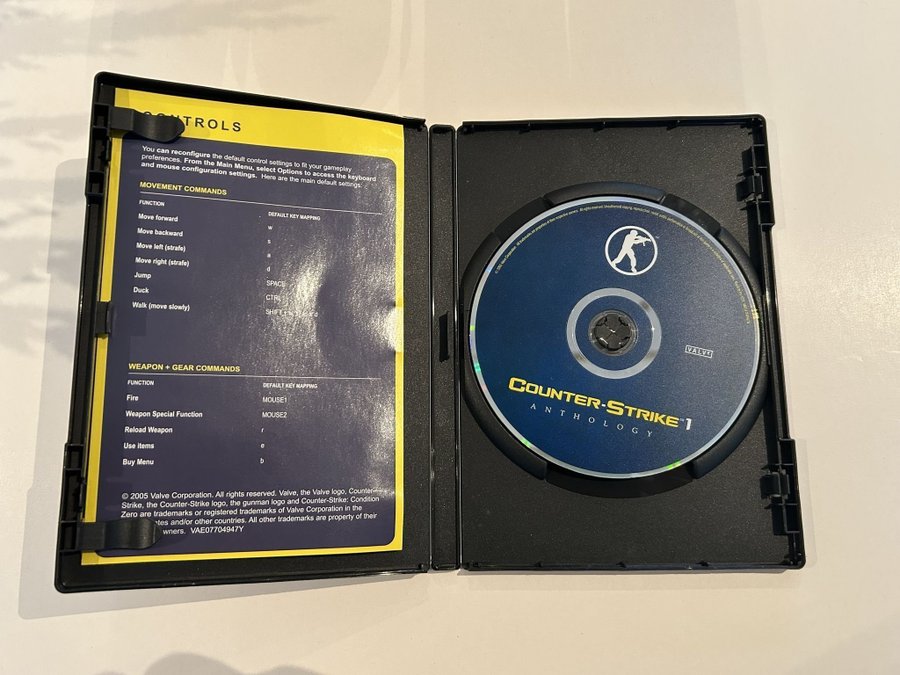 CONTROLS
You can reconfigure the default control settings to fit your gameplay
preferences. From the Main Menu, select Options to access the keyboard
and mouse configuration settings. Here are the main default settings:
MOVEMENT COMMANDS
FUNCTION DEFAULT KEY MAPPING
Move forward w
Move backward s
Move left (strafe) a
Move right (strafe) d
Jump SPACE
Duck CTRL
Walk (move slowly) SHIFT
WEAPON + GEAR COMMANDS
FUNCTION DEFAULT KEY MAPPING
Fire MOUSE1
Weapon Special Function MOUSE2
Reload Weapon r
Use items e
Buy Menu b
© 2005 Valve Corporation. All rights reserved. Valve, the Valve logo, Counter-
Strike, the Counter-Strike logo, the gunman logo and Counter-Strike: Condition
Zero are trademarks or registered trademarks of Valve Corporation in the
and/or other countries. All other trademarks are property of their
owners. VAE07704947Y
VALVE
COUNTER-STRIKE™1
ANTHOLOGY